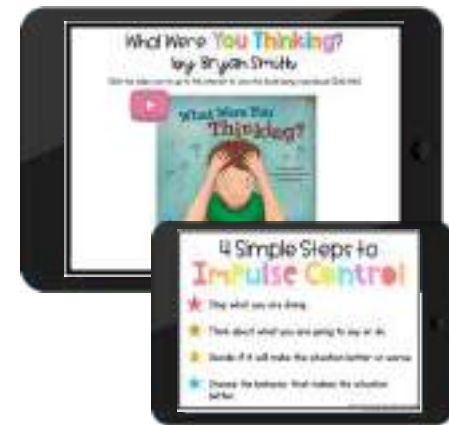 What Were You Thinking?
by Bryan Smith
What Were You
Thinking?
4 Simple Steps to
Impulse Control
Stop what you are doing.
Think about what you are going to say or do.
Decide if it will make the situation better or worse.
Choose the behavior that makes the situation
better.